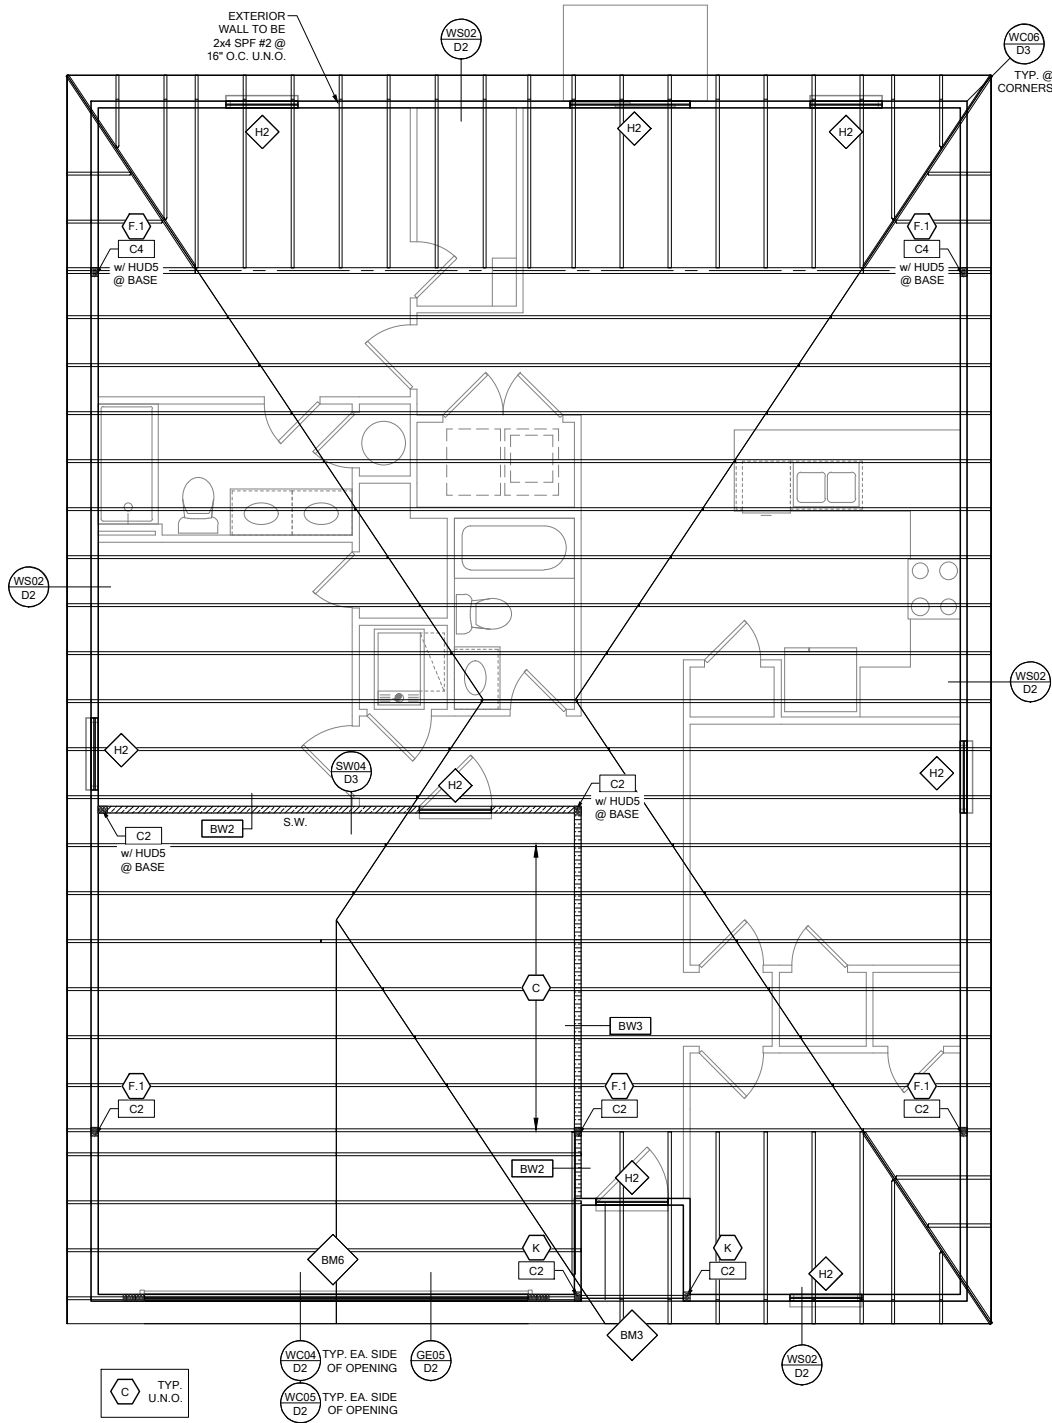 EXTERIOR
WALL TO BE
2x4 SPF #2 @
16" O.C. U.N.O.
WS02
D2
WC06
D3
TYP. @
CORNERS
H2
H2
H2
F.1
C4
w/ HUD5
@ BASE
F.1
C4
w/ HUD5
@ BASE
WS02
D2
WS02
D2
H2
SW04
D3
H2
C2
w/ HUD5
@ BASE
H2
BW2
S.W.
C2
w/ HUD5
@ BASE
C
BW3
F.1
C2
F.1
C2
F.1
C2
BW2
H2
K
C2
K
C2
BM6
H2
BM3
WC04
D2
TYP. EA. SIDE
OF OPENING
GE05
D2
WS02
D2
WC05
D2
TYP. EA. SIDE
OF OPENING
C
TYP.
U.N.O.